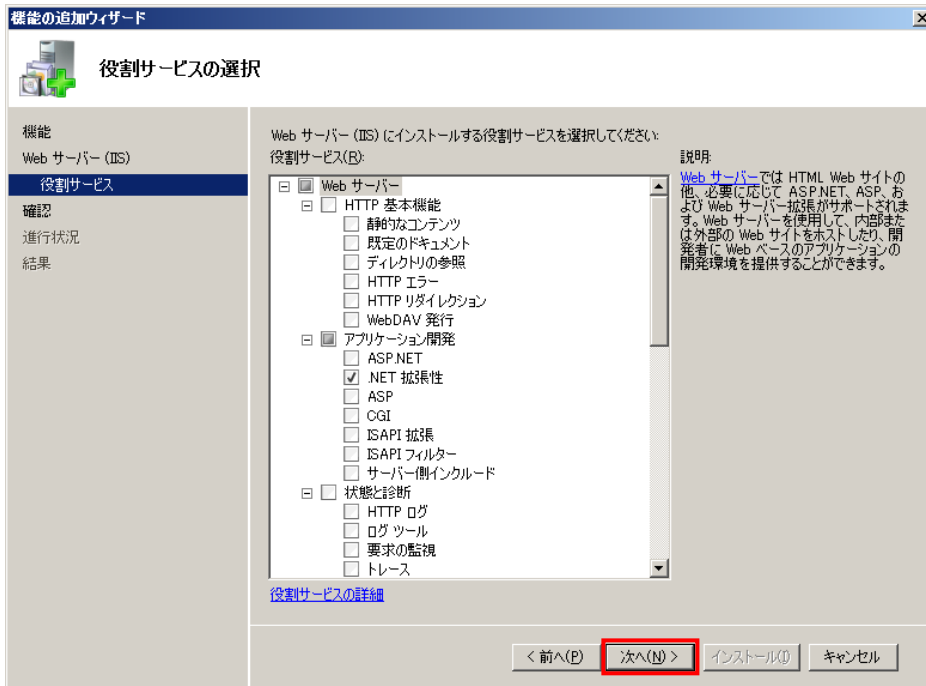 機能の追加ウィザード
役割サービスの選択
機能
Web サーバー (IIS)
役割サービス
確認
進行状況
結果
Web サーバー (IIS) にインストールする役割サービスを選択してください:
役割サービス(R):
Web サーバー
HTTP 基本機能
静的なコンテンツ
既定のドキュメント
ディレクトリの参照
HTTP エラー
HTTP リダイレクション
WebDAV 発行
アプリケーション開発
ASP.NET
.NET 拡張性
ASP
CGI
ISAPI 拡張
ISAPI フィルター
サーバー側インクルード
状態と診断
HTTP ログ
ログ ツール
要求の監視
トレース
役割サービスの詳細
説明:
Web サーバーでは HTML Web サイトの
他、必要に応じて ASP.NET、ASP、お
よび Web サーバー拡張がサポートされま
す。Web サーバーを使用して、内部また
は外部の Web サイトをホストしたり、開
発者に Web ベースのアプリケーションの
開発環境を提供することができます。
< 前へ(P)
次へ(N) >
インストール(I)
キャンセル